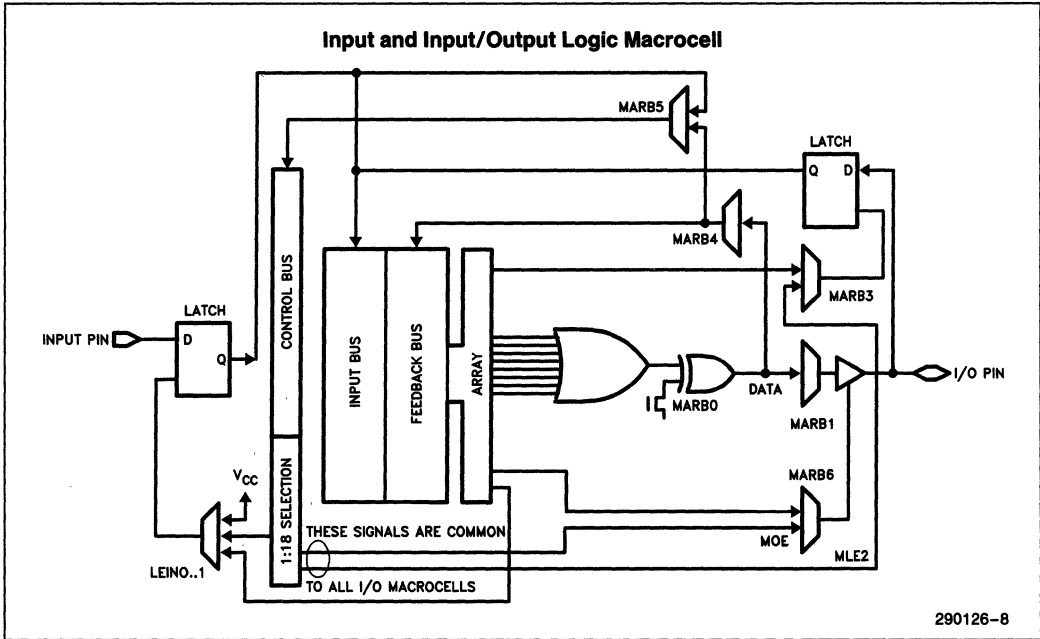 Input and Input/Output Logic Macrocell
MARB5
LATCH
Q D
MARB4
MARB3
CONTROL BUS
LATCH
INPUT PIN
D
Q
INPUT BUS
FEEDBACK BUS
ARRAY
MARB0
DATA
MARB1
I/O PIN
VCC
1:18 SELECTION
MARB6
THESE SIGNALS ARE COMMON
MOE
MLE2
LEIN0..1
TO ALL I/O MACROCELLS
290126-8